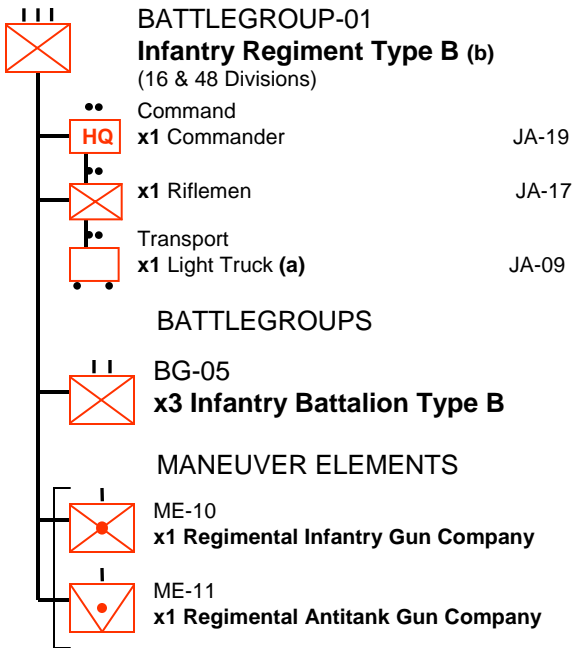 BATTLEGROUP-01
Infantry Regiment Type B (b)
(16 & 48 Divisions)
Command
HQ x1 Commander JA-19
x1 Riflemen JA-17
Transport
x1 Light Truck (a) JA-09
BATTLEGROUPS
BG-05
x3 Infantry Battalion Type B
MANEUVER ELEMENTS
ME-10
x1 Regimental Infantry Gun Company
ME-11
x1 Regimental Antitank Gun Company